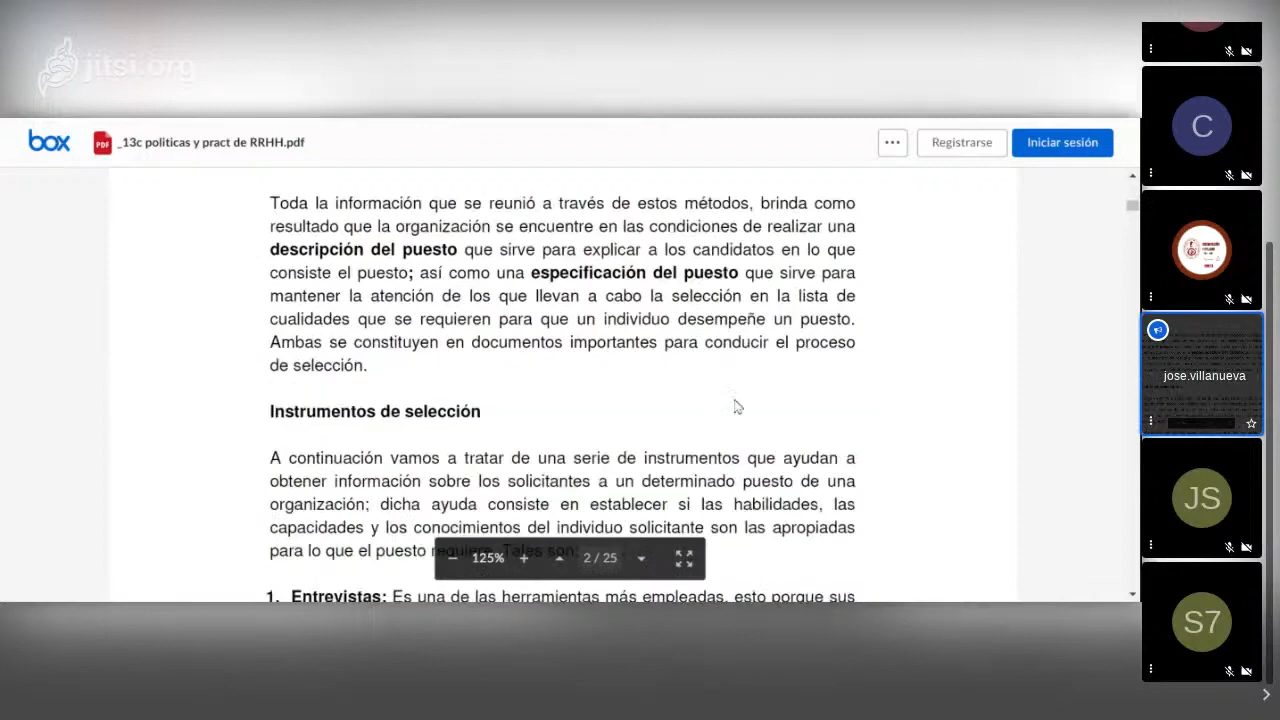 jitsi.org
box
PDF
_13c politicas y pract de RRHH.pdf
Registrarse
Iniciar sesión
Toda la información que se reunió a través de estos métodos, brinda como
resultado que la organización se encuentre en las condiciones de realizar una
descripción del puesto que sirve para explicar a los candidatos en lo que
consiste el puesto; así como una especificación del puesto que sirve para
mantener la atención de los que llevan a cabo la selección en la lista de
cualidades que se requieren para que un individuo desempeñe un puesto.
Ambas se constituyen en documentos importantes para conducir el proceso
de selección.
Instrumentos de selección
A continuación vamos a tratar de una serie de instrumentos que ayudan a
obtener información sobre los solicitantes a un determinado puesto de una
organización; dicha ayuda consiste en establecer si las habilidades, las
capacidades y los conocimientos del individuo solicitante son las apropiadas
para lo que el puesto requiere. Tales son:
125%
2 / 25
1. Entrevistas: Es una de las herramientas más empleadas, esto porque sus
C
jose.villanueva
JS
S7